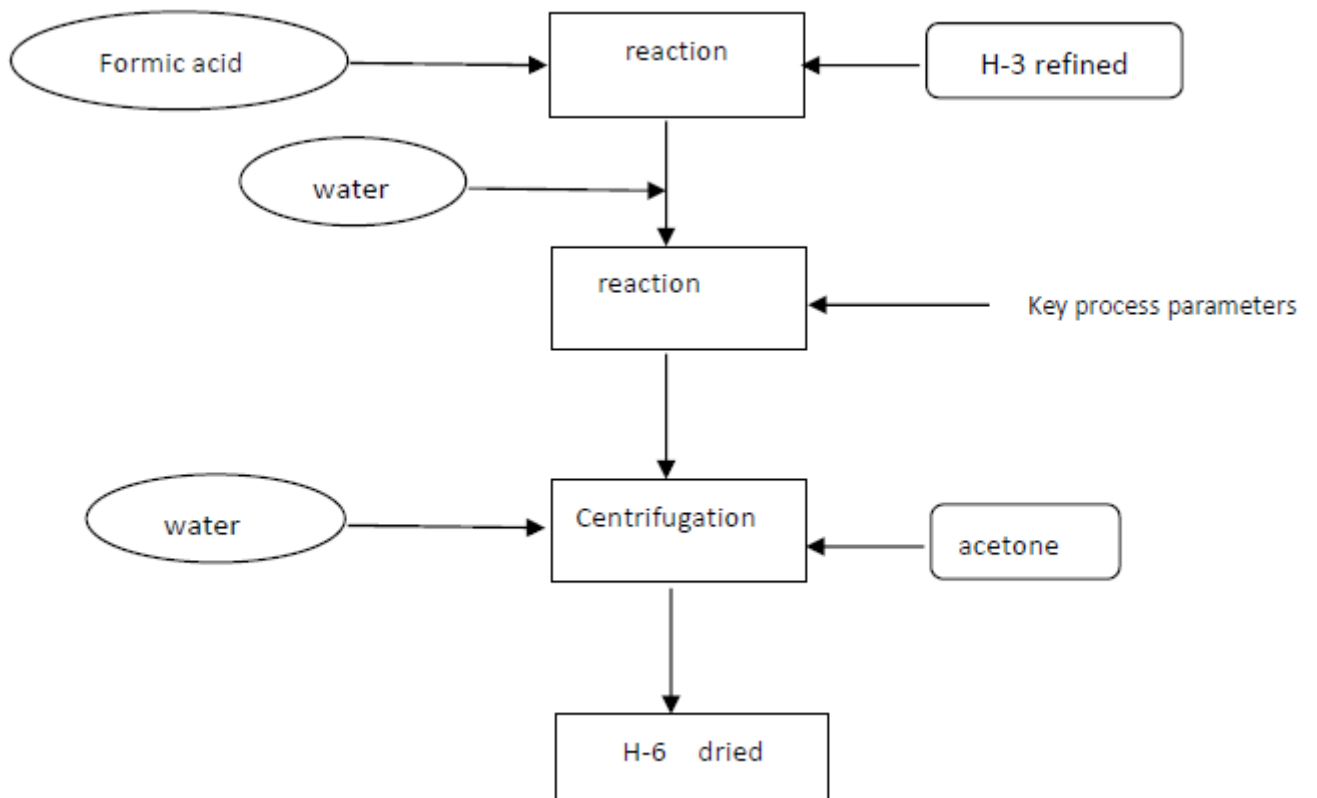 Formic acid
reaction
H-3 refined
water
reaction
Key process parameters
water
Centrifugation
acetone
H-6 dried